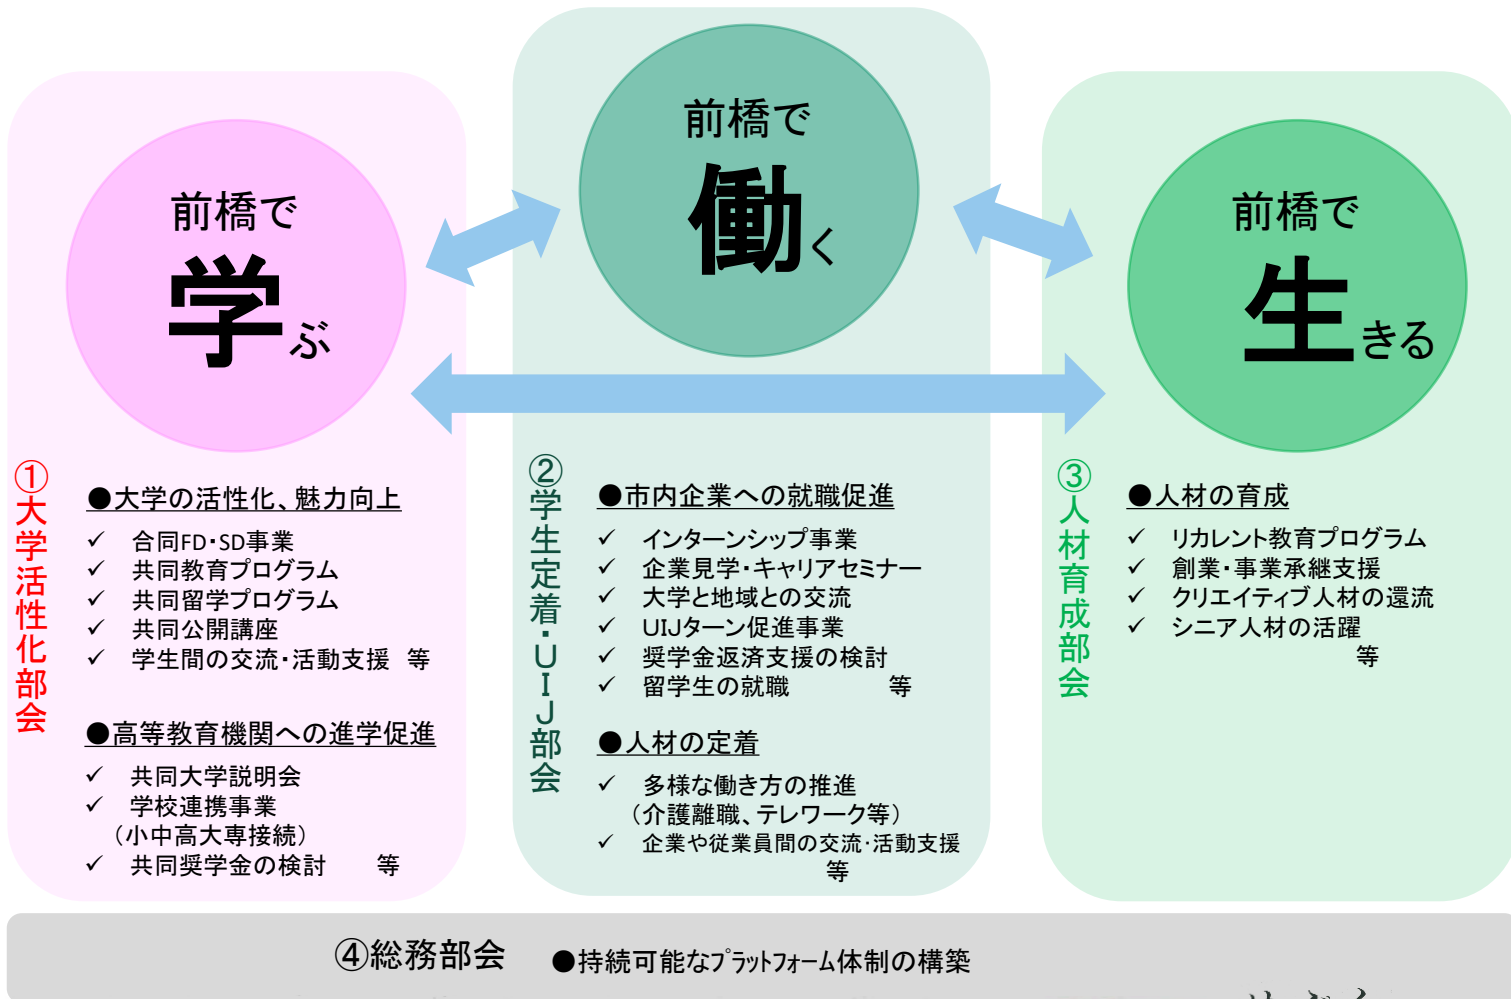 前橋で
学ぶ
①大学活性化部会
●大学の活性化、魅力向上
✓ 合同FD・SD事業
✓ 共同教育プログラム
✓ 共同留学プログラム
✓ 共同公開講座
✓ 学生間の交流・活動支援 等
●高等教育機関への進学促進
✓ 共同大学説明会
✓ 学校連携事業
（小中高大専接続）
✓ 共同奨学金の検討 等
前橋で
働く
②学生定着・ＵＩＪ部会
●市内企業への就職促進
✓ インターンシップ事業
✓ 企業見学・キャリアセミナー
✓ 大学と地域との交流
✓ UIJターン促進事業
✓ 奨学金返済支援の検討
✓ 留学生の就職 等
●人材の定着
✓ 多様な働き方の推進
（介護離職、テレワーク等）
✓ 企業や従業員間の交流･活動支援
等
前橋で
生きる
③人材育成部会
●人材の育成
✓ リカレント教育プログラム
✓ 創業・事業承継支援
✓ クリエイティブ人材の還流
✓ シニア人材の活躍
等
④総務部会 ●持続可能なﾌﾟﾗｯﾄﾌｫｰﾑ体制の構築